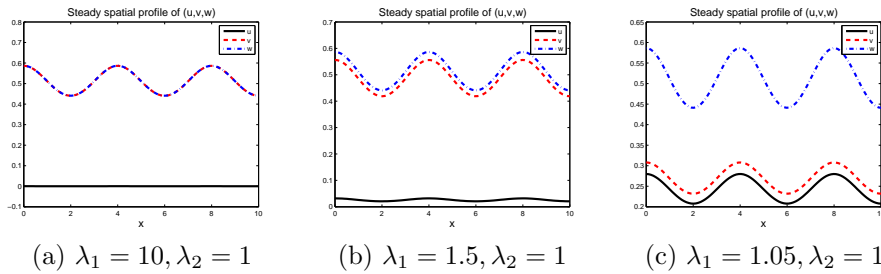 Steady spatial profile of (u,v,w)
0.8
0.7
0.6
0.5
0.4
0.3
0.2
0.1
0
−0.1
0 2 4 6 8 10
x
u
v
w
(a) λ₁ = 10, λ₂ = 1
Steady spatial profile of (u,v,w)
0.7
0.6
0.5
0.4
0.3
0.2
0.1
0
0 2 4 6 8 10
x
u
v
w
(b) λ₁ = 1.5, λ₂ = 1
Steady spatial profile of (u,v,w)
0.65
0.6
0.55
0.5
0.45
0.4
0.35
0.3
0.25
0.2
0 2 4 6 8 10
x
u
v
w
(c) λ₁ = 1.05, λ₂ = 1